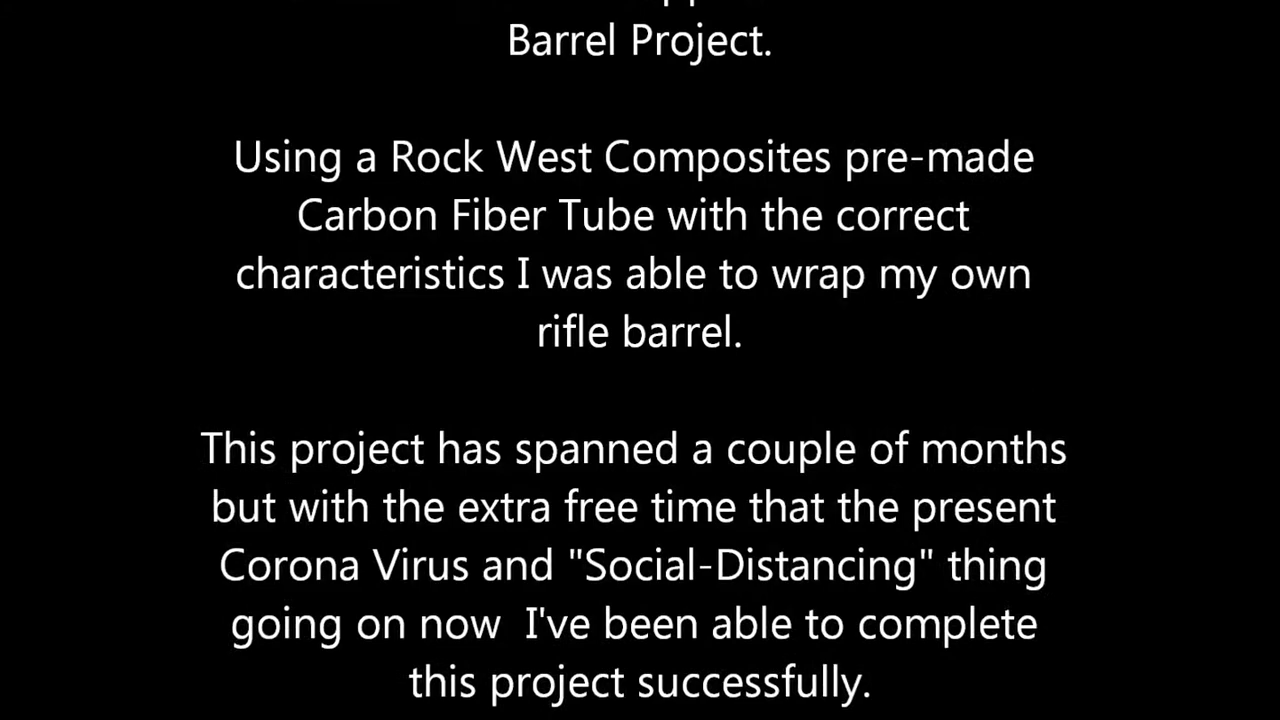 Barrel Project.
Using a Rock West Composites pre-made
Carbon Fiber Tube with the correct
characteristics I was able to wrap my own
rifle barrel.
This project has spanned a couple of months
but with the extra free time that the present
Corona Virus and "Social-Distancing" thing
going on now  I've been able to complete
this project successfully.